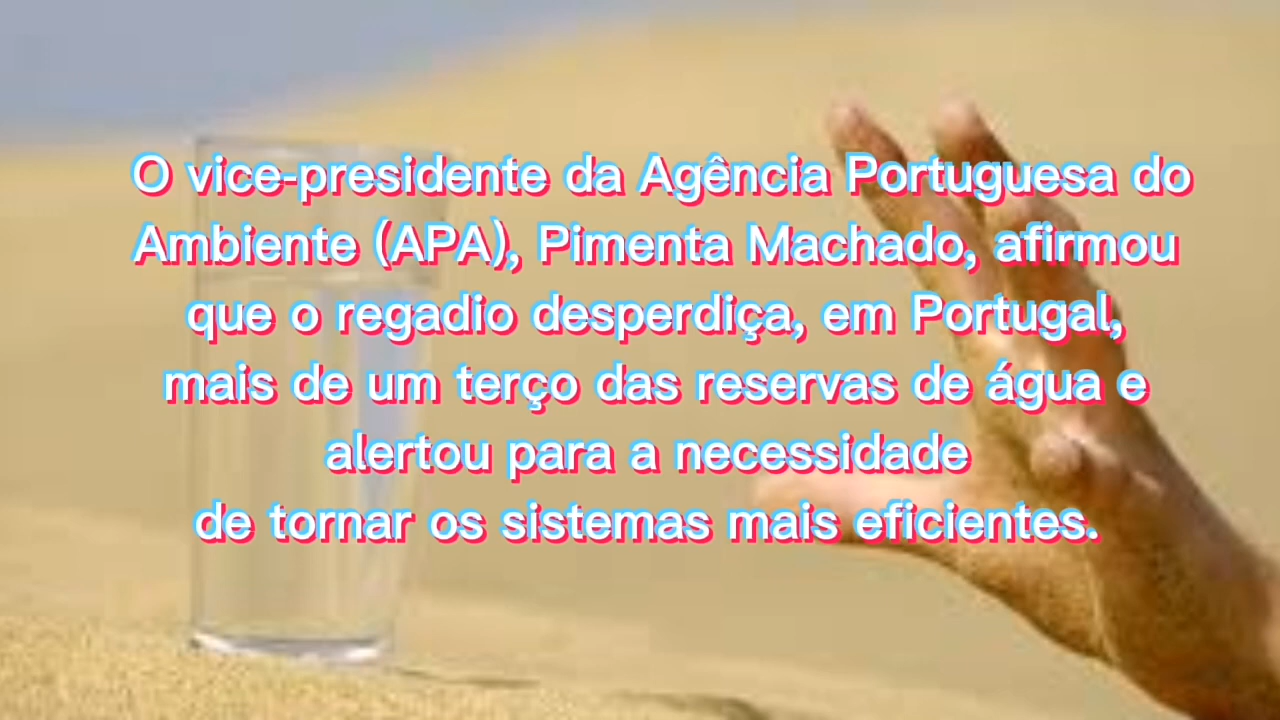 O vice-presidente da Agência Portuguesa do
Ambiente (APA), Pimenta Machado, afirmou
que o regadio desperdiça, em Portugal,
mais de um terço das reservas de água e
alertou para a necessidade
de tornar os sistemas mais eficientes.